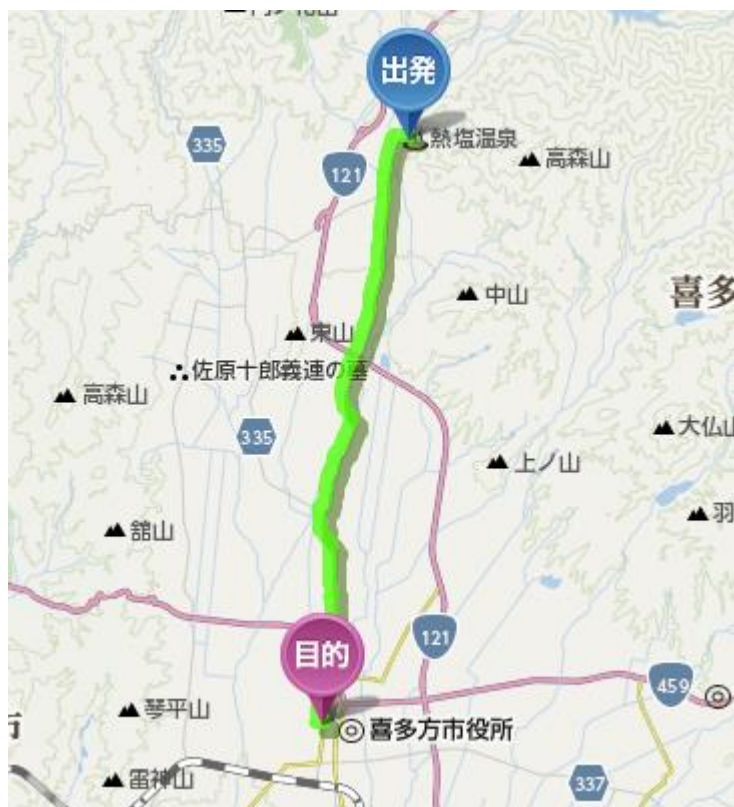 出発
熱塩温泉
335
高森山
121
喜多
中山
東山
佐原十郎義連の墓
高森山
大仏山
335
上ノ山
羽
舘山
目的
121
459
琴平山
市
喜多方市役所
雷神山
337